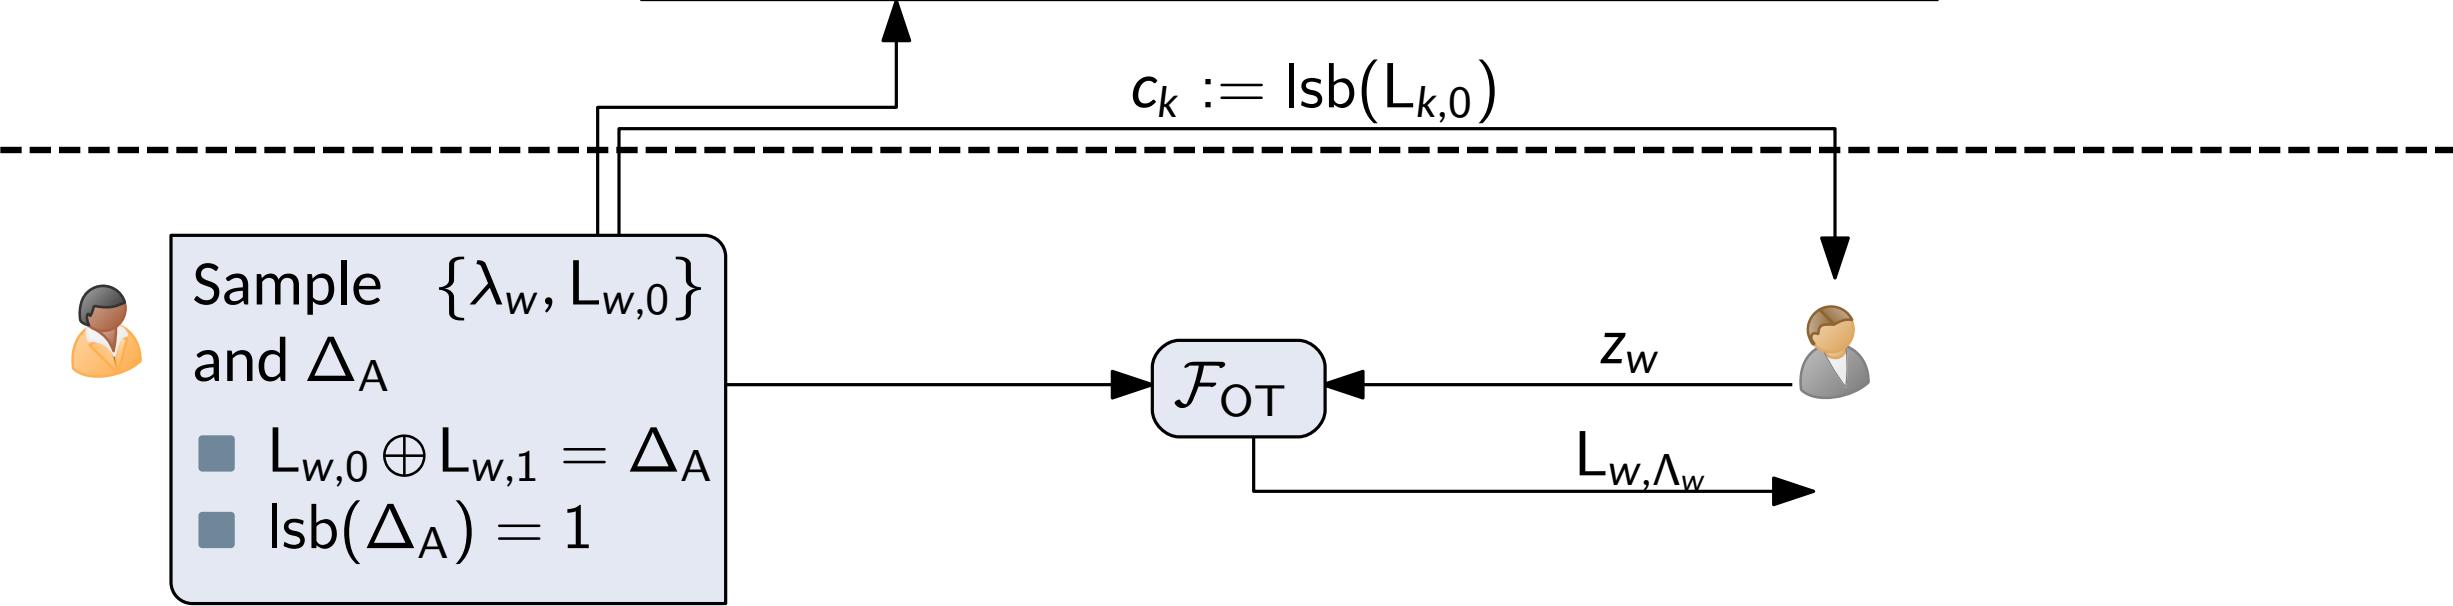 c_k := lsb(L_{k,0})
Sample {λ_w, L_{w,0}}
and Δ_A
L_{w,0} ⊕ L_{w,1} = Δ_A
lsb(Δ_A) = 1
F_OT
z_w
L_{w,Λ_w}